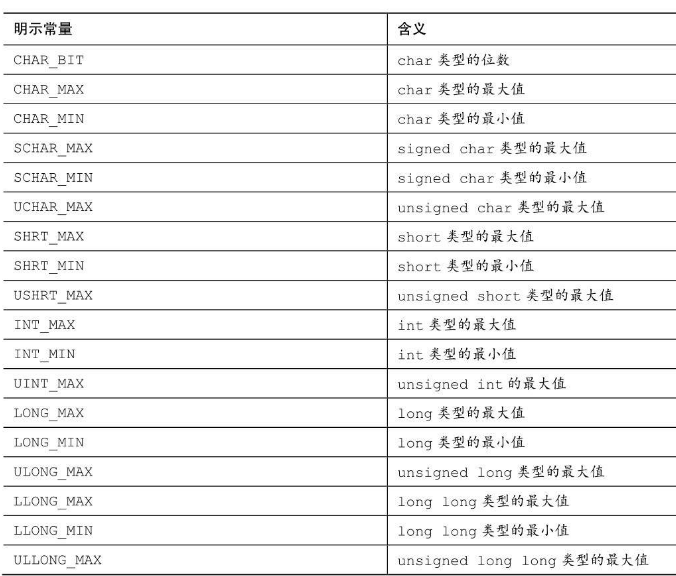 明示常量 含义
CHAR_BIT char 类型的位数
CHAR_MAX char 类型的最大值
CHAR_MIN char 类型的最小值
SCHAR_MAX signed char 类型的最大值
SCHAR_MIN signed char 类型的最小值
UCHAR_MAX unsigned char 类型的最大值
SHRT_MAX short 类型的最大值
SHRT_MIN short 类型的最小值
USHRT_MAX unsigned short 类型的最大值
INT_MAX int 类型的最大值
INT_MIN int 类型的最小值
UINT_MAX unsigned int 的最大值
LONG_MAX long 类型的最大值
LONG_MIN long 类型的最小值
ULONG_MAX unsigned long 类型的最大值
LLONG_MAX long long 类型的最大值
LLONG_MIN long long 类型的最小值
ULLONG_MAX unsigned long long 类型的最大值